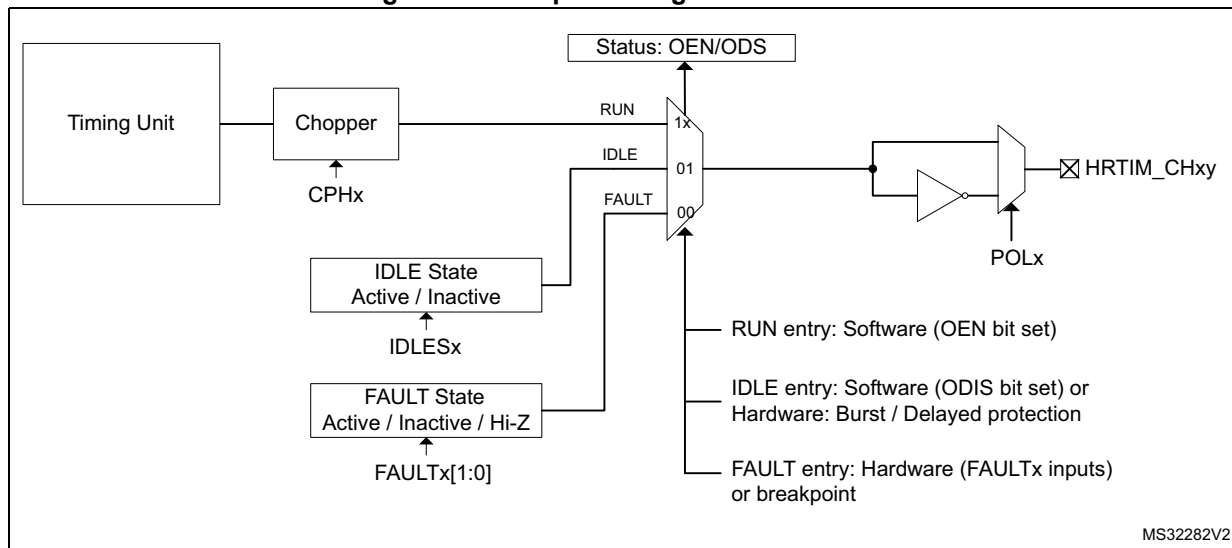 Status: OEN/ODS
Timing Unit
Chopper
RUN
1x
CPHx
IDLE
01
HRTIM_CHxy
FAULT
00
POLx
IDLE State
Active / Inactive
IDLESx
RUN entry: Software (OEN bit set)
FAULT State
Active / Inactive / Hi-Z
IDLE entry: Software (ODIS bit set) or
Hardware: Burst / Delayed protection
FAULTx[1:0]
FAULT entry: Hardware (FAULTx inputs)
or breakpoint
MS32282V2